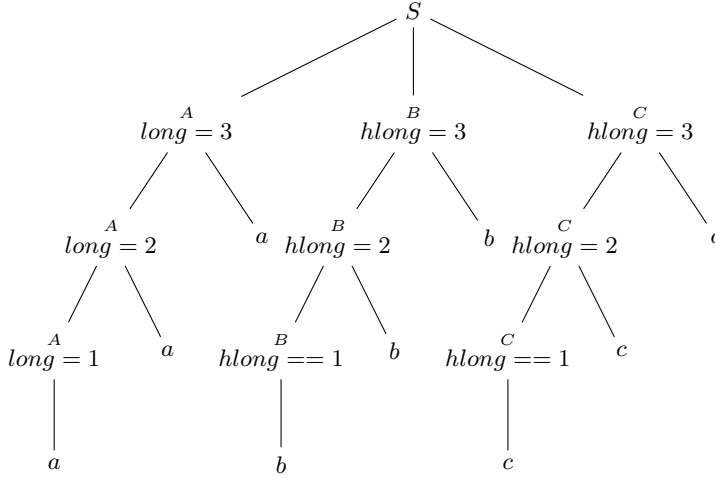 S
A B C
long = 3 hlong = 3 hlong = 3
A a B b C
long = 2 hlong = 2 hlong = 2
A a B b C c
long = 1 hlong == 1 hlong == 1
a b c